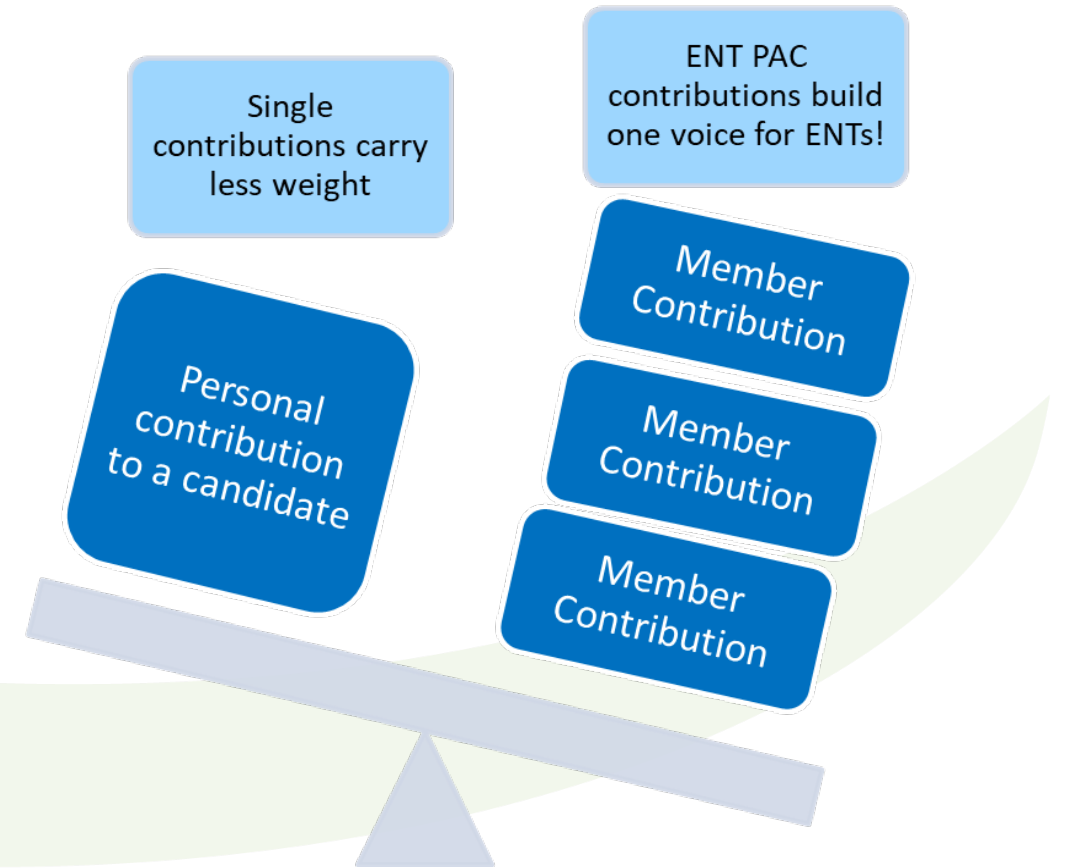 Single
contributions carry
less weight
ENT PAC
contributions build
one voice for ENTs!
Personal
contribution
to a candidate
Member
Contribution
Member
Contribution
Member
Contribution